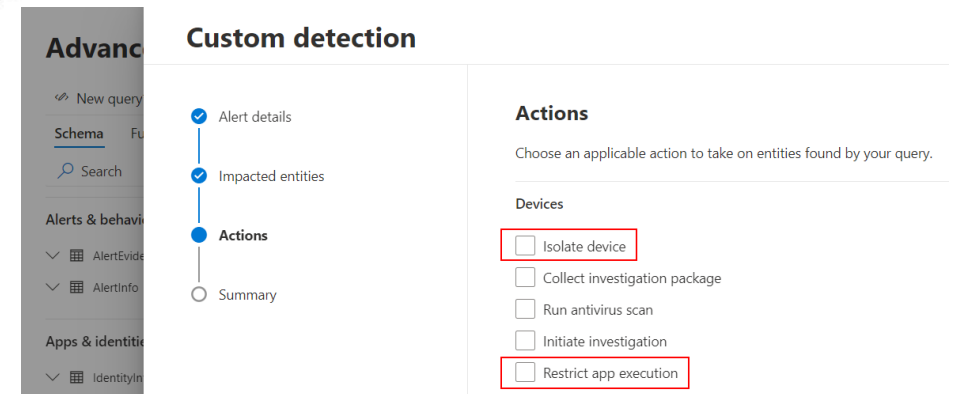 Custom detection
Advanc
New query
Schema Fu
Search
Alerts & behavi
AlertEvide
AlertInfo
Apps & identitie
IdentityIn
Alert details
Impacted entities
Actions
Summary
Actions
Choose an applicable action to take on entities found by your query.
Devices
Isolate device
Collect investigation package
Run antivirus scan
Initiate investigation
Restrict app execution